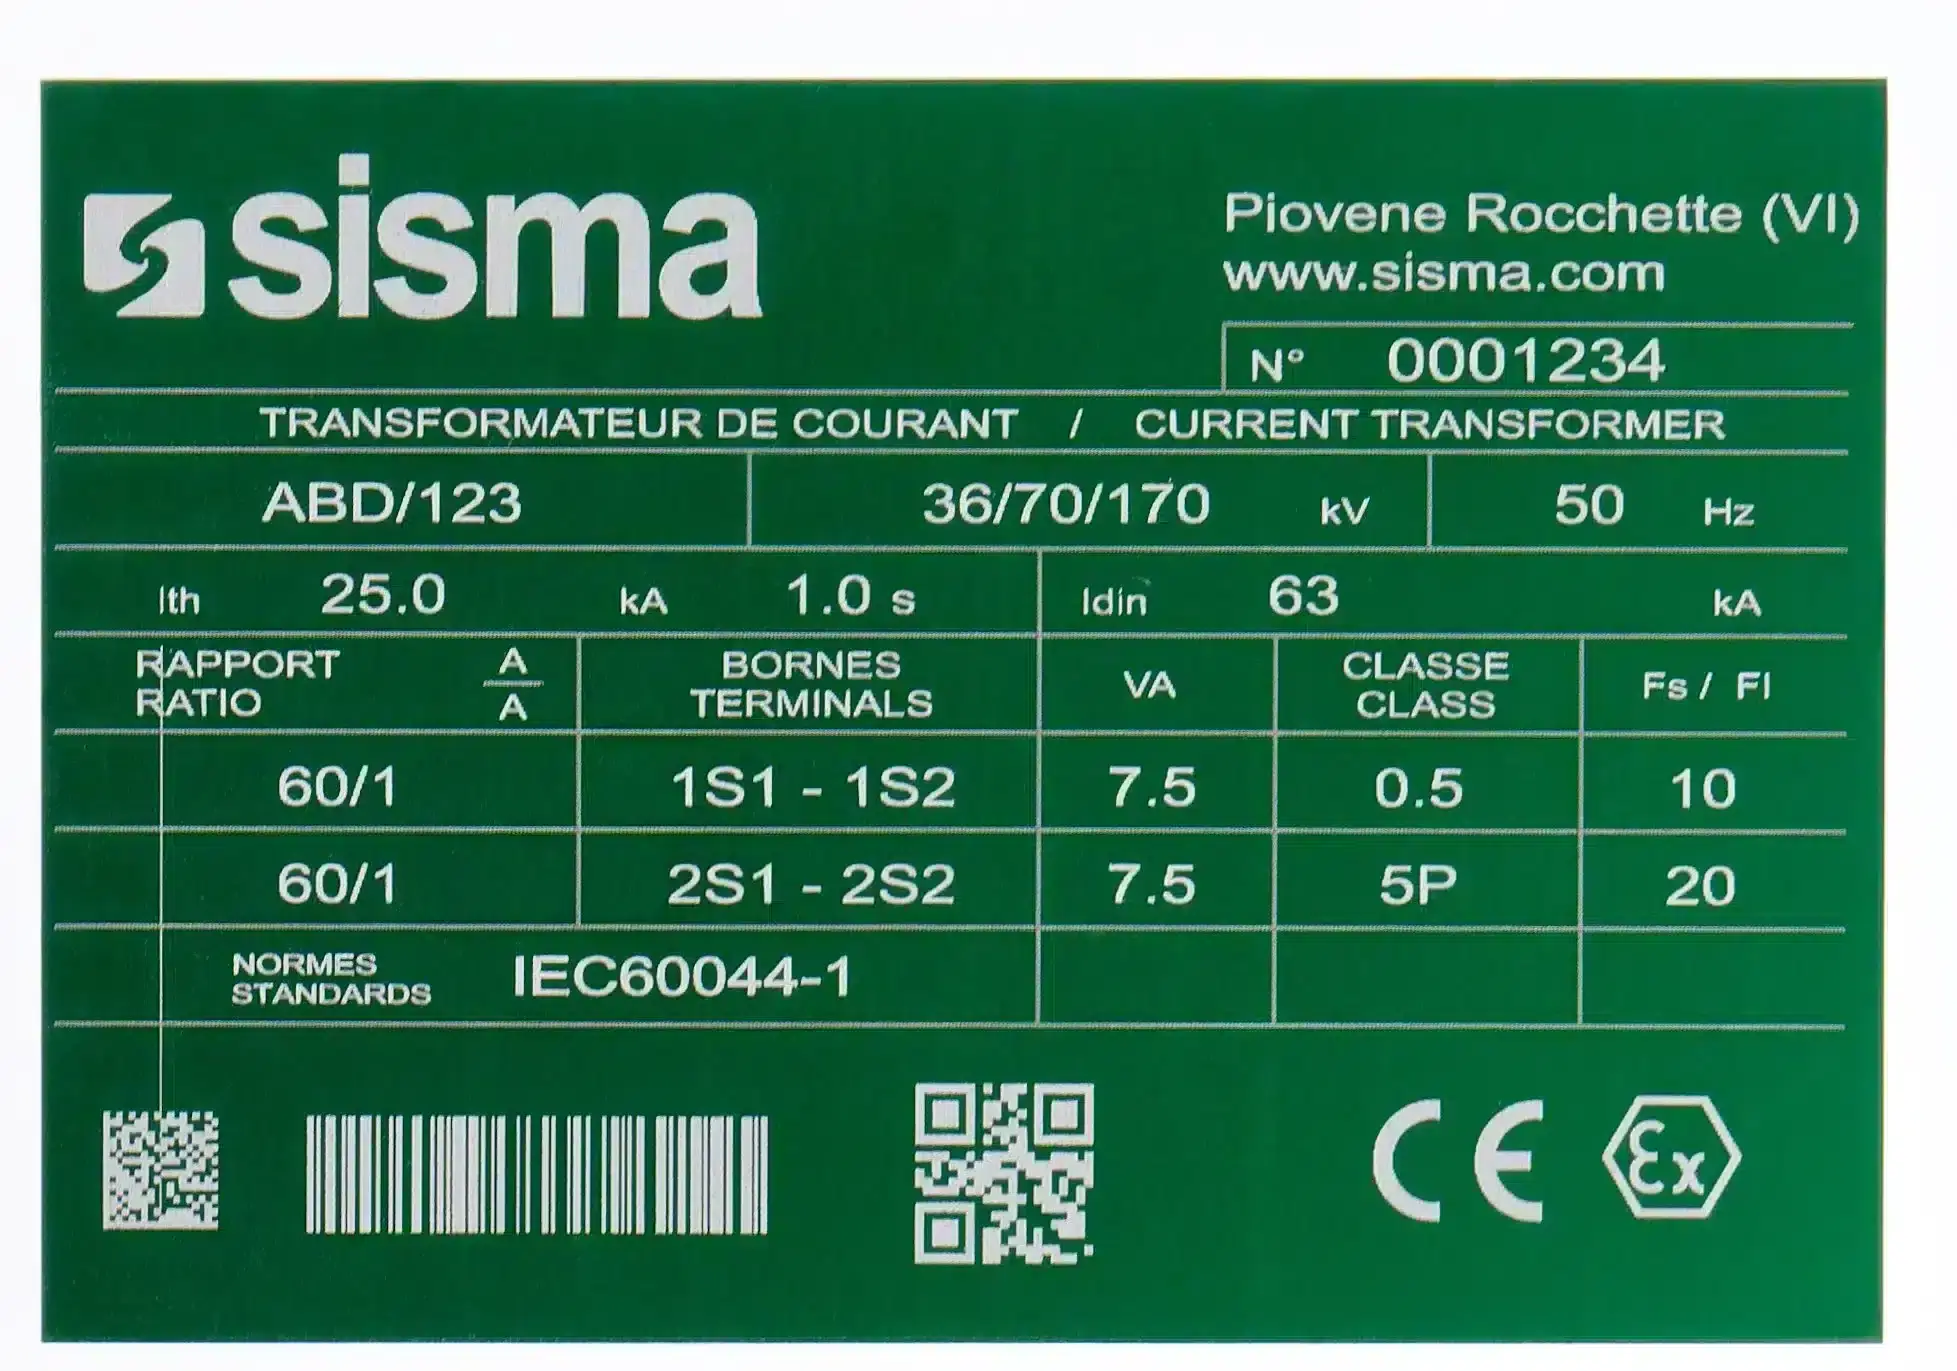 sisma
Piovene Rocchette (VI)
www.sisma.com
N° 0001234
TRANSFORMATEUR DE COURANT / CURRENT TRANSFORMER
ABD/123 36/70/170 kV 50 Hz
Ith 25.0 kA 1.0 s Idin 63 kA
RAPPORT A BORNES VA CLASSE Fs / Fl
RATIO A TERMINALS CLASS
60/1 1S1 - 1S2 7.5 0.5 10
60/1 2S1 - 2S2 7.5 5P 20
NORMES IEC60044-1
STANDARDS
CE Ex